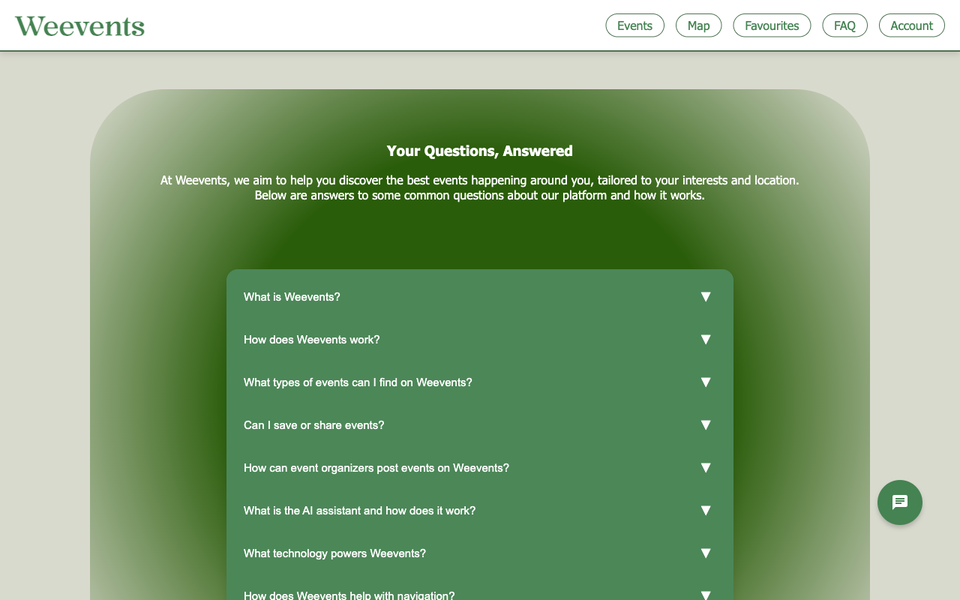 Weevents
Events
Map
Favourites
FAQ
Account
Your Questions, Answered
At Weevents, we aim to help you discover the best events happening around you, tailored to your interests and location.
Below are answers to some common questions about our platform and how it works.
What is Weevents?
How does Weevents work?
What types of events can I find on Weevents?
Can I save or share events?
How can event organizers post events on Weevents?
What is the AI assistant and how does it work?
What technology powers Weevents?
How does Weevents help with navigation?